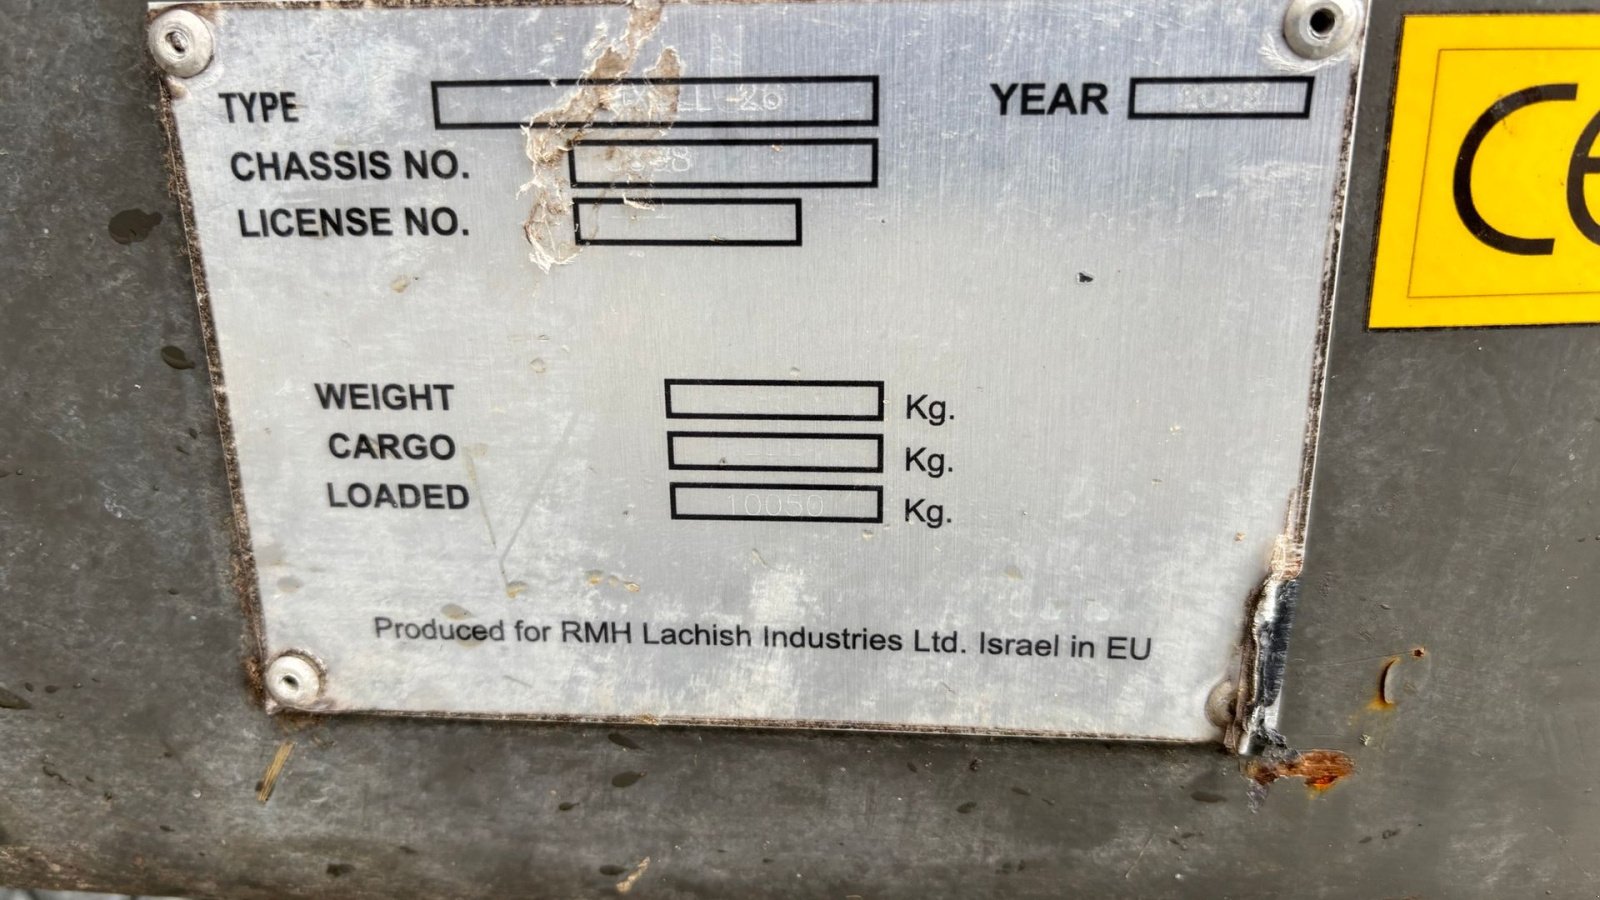 TYPE
YEAR
CHASSIS NO.
LICENSE NO.
WEIGHT Kg.
CARGO Kg.
LOADED 10050 Kg.
Produced for RMH Lachish Industries Ltd. Israel in EU
CE